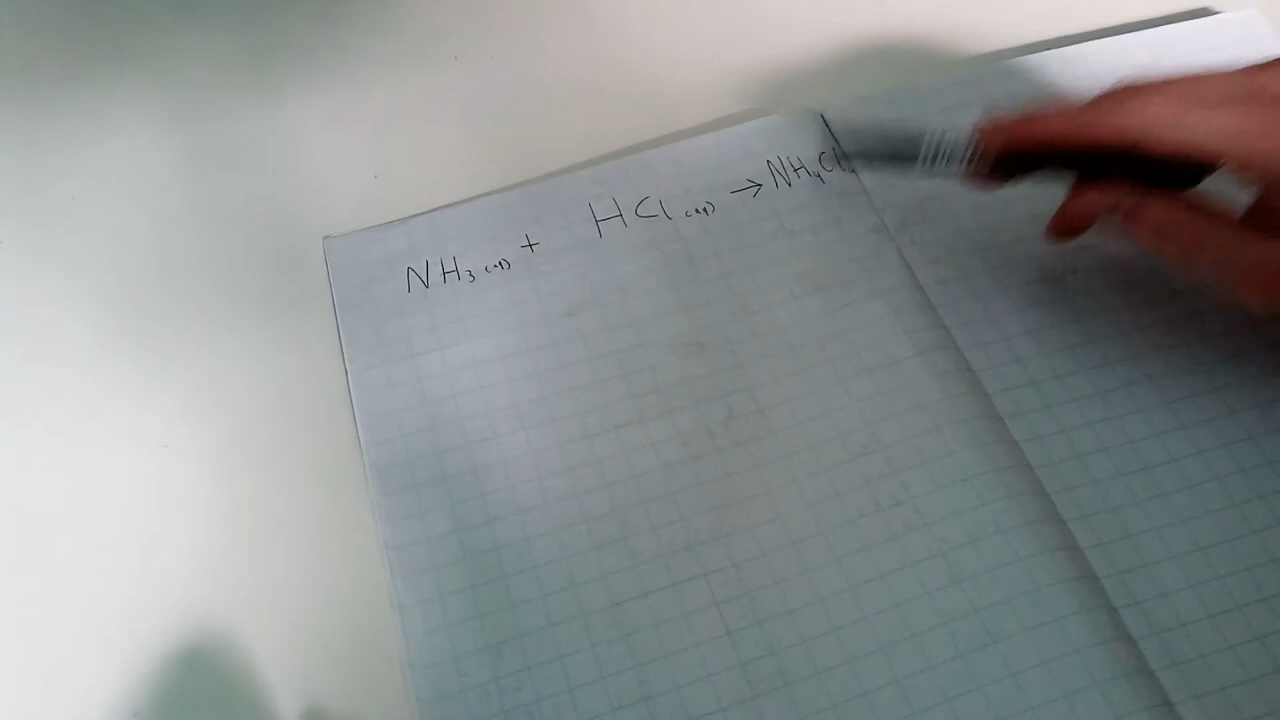 NH₃(aq) + HCl(aq) → NH₄Cl